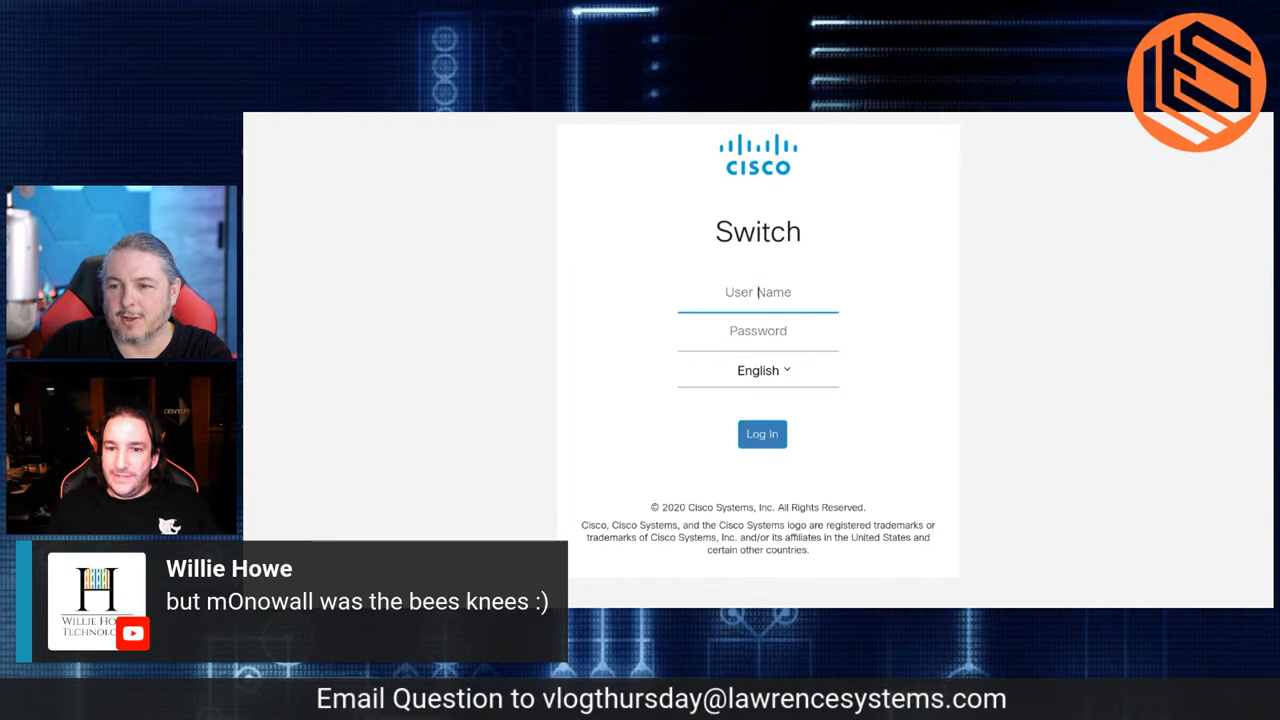 CISCO
Switch
User Name
Password
English
Log In
© 2020 Cisco Systems, Inc. All Rights Reserved.
Cisco, Cisco Systems, and the Cisco Systems logo are registered trademarks or
trademarks of Cisco Systems, Inc. and/or its affiliates in the United States and
certain other countries.
H
WILLIE HO
TECHNOLO
Willie Howe
but mOnowall was the bees knees :)
Email Question to vlogthursday@lawrencesystems.com